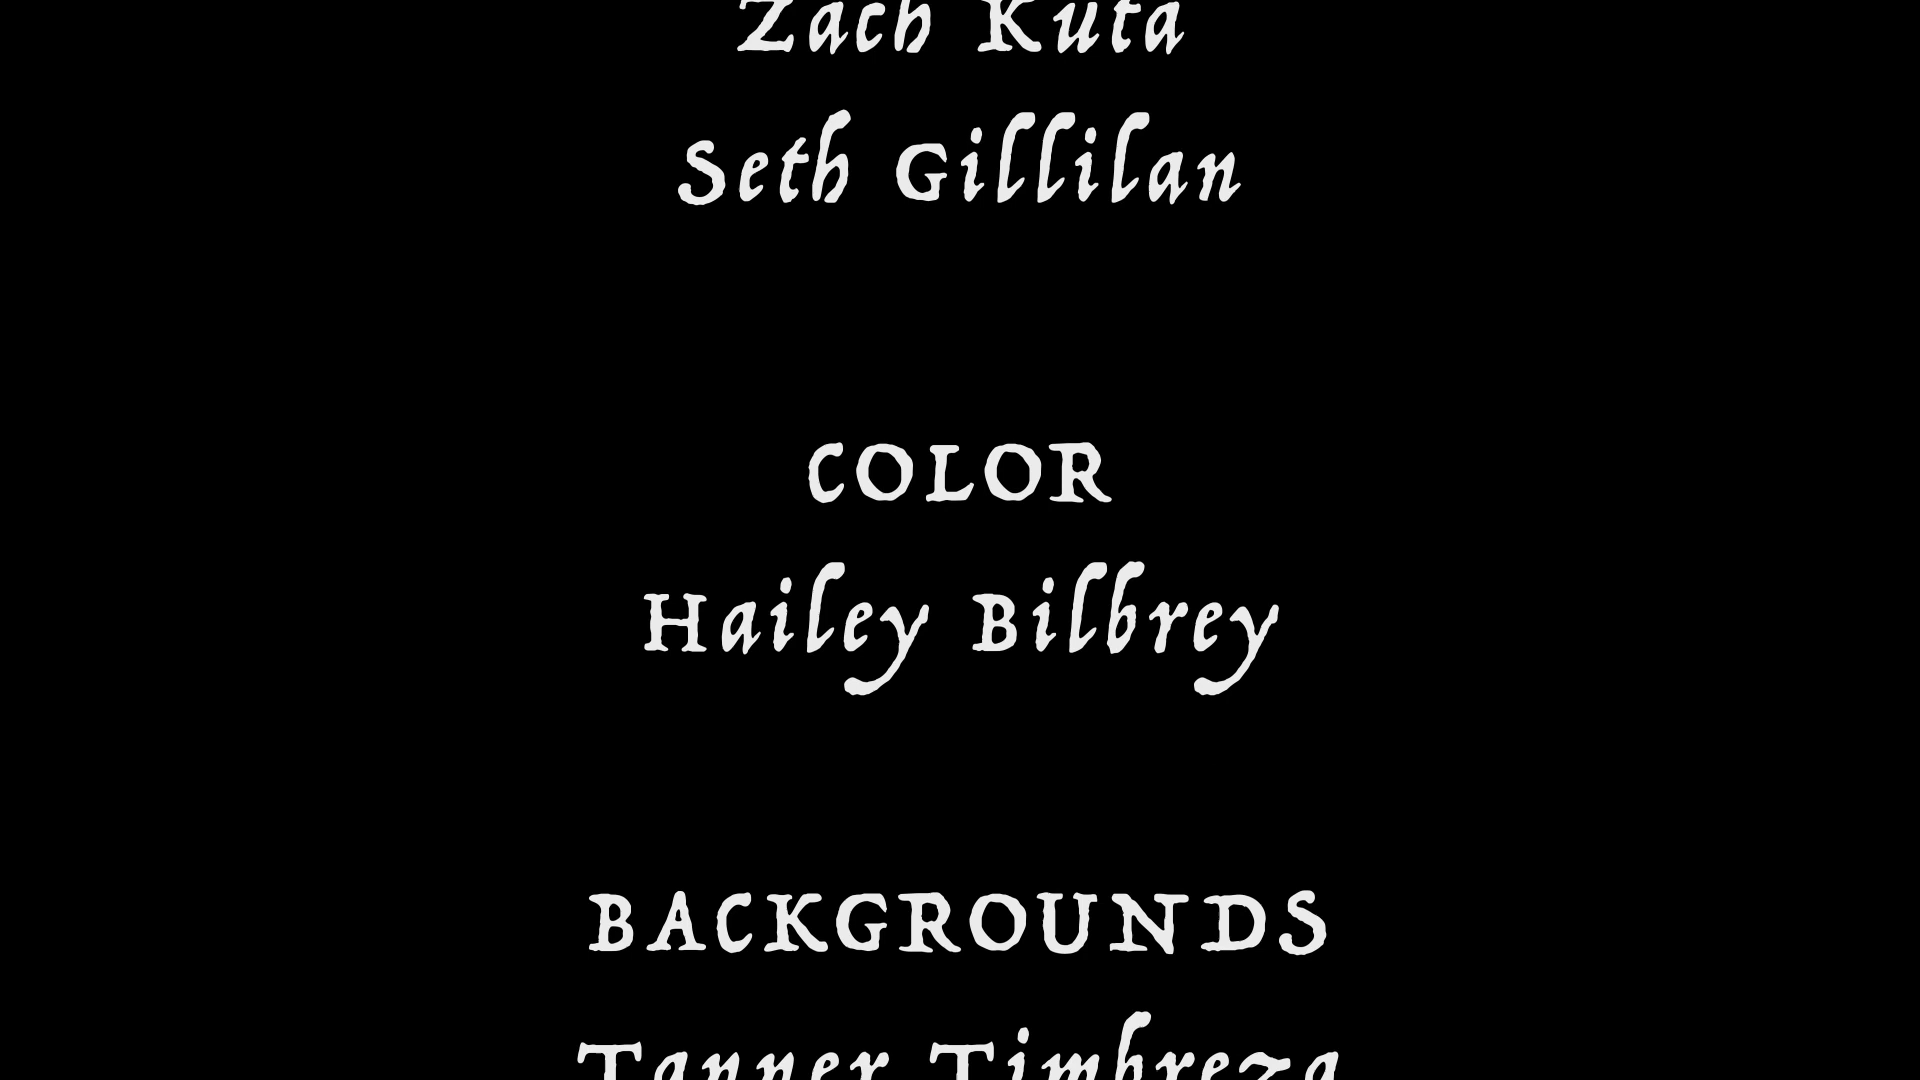 Zach Kuta
Seth Gillilan
COLOR
Hailey Bilbrey
BACKGROUNDS
Tanner Timbreza